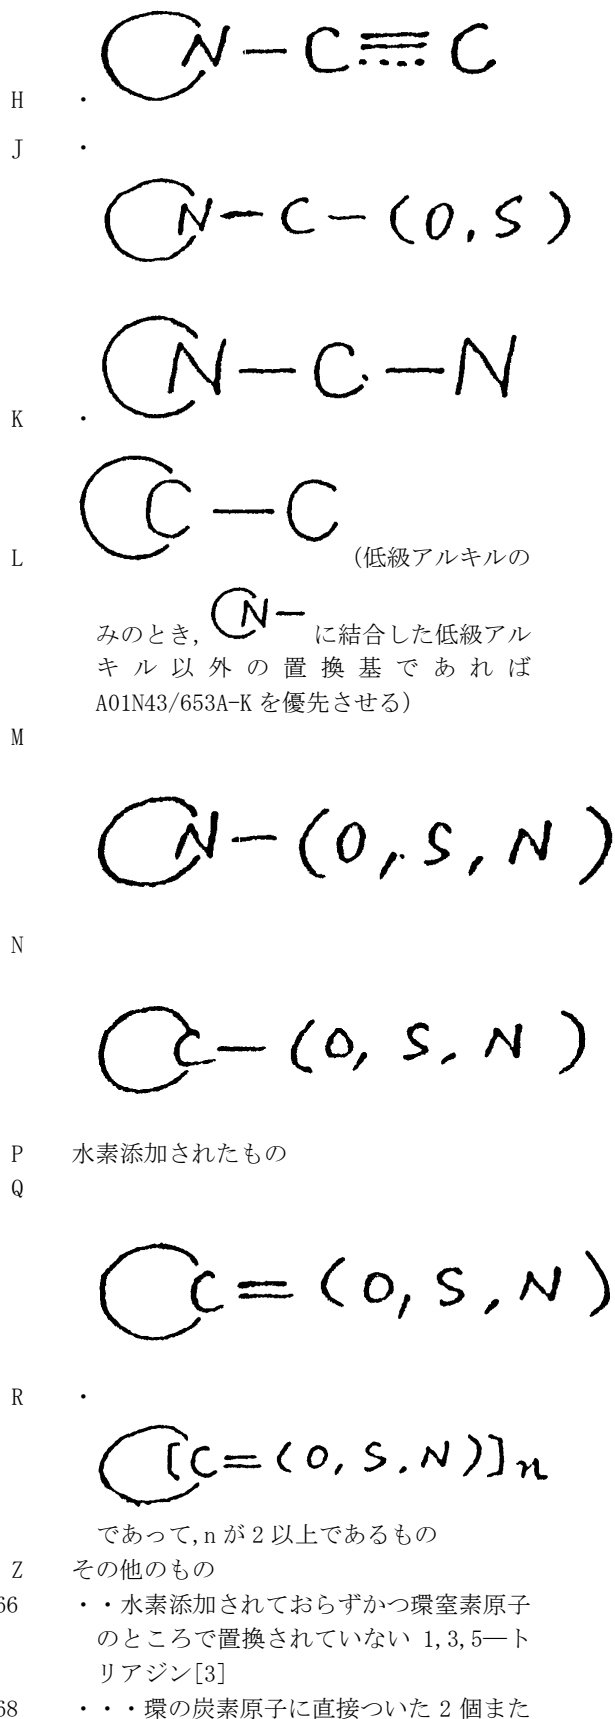 H ・ N－C≡C
J ・
N－C－(O,S)
K ・ N－C－N
L C－C (低級アルキルの
みのとき, N－ に結合した低級アル
キル以外の置換基であれば
A01N43/653A-K を優先させる)
M
N－(O,S,N)
N
C－(O,S,N)
P 水素添加されたもの
Q
C=(O,S,N)
R ・
[C=(O,S,N)]n
であって,n が 2 以上であるもの
Z その他のもの
66 ・・水素添加されておらずかつ環窒素原子
のところで置換されていない 1,3,5―ト
リアジン[3]
68 ・・・環の炭素原子に直接ついた 2 個また